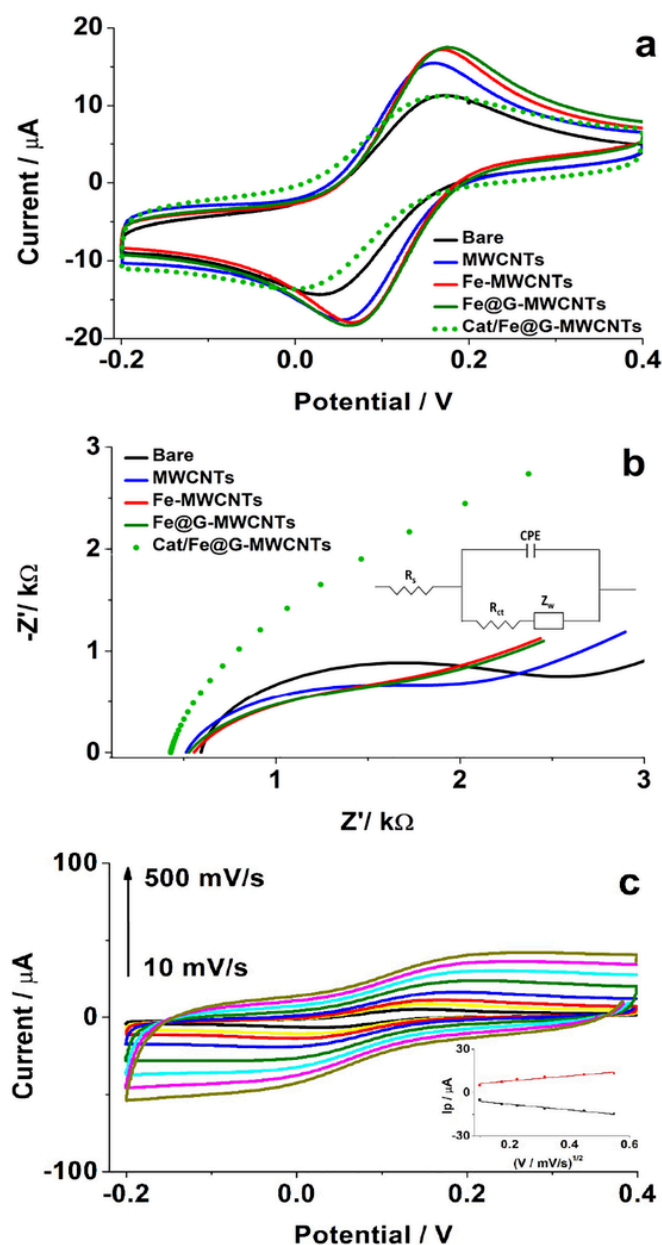 a
20
10
0
-10
-20
Current / μA
Bare
MWCNTs
Fe-MWCNTs
Fe@G-MWCNTs
Cat/Fe@G-MWCNTs
-0.2 0.0 0.2 0.4
Potential / V
b
3
2
1
0
-Z'/ kΩ
Bare
MWCNTs
Fe-MWCNTs
Fe@G-MWCNTs
Cat/Fe@G-MWCNTs
CPE
Rs
Rct
Zw
1 2 3
Z'/ kΩ
c
100
0
-100
Current / μA
500 mV/s
10 mV/s
30
0
-30
Ip / μA
0.2 0.4 0.6
(V / mV/s)1/2
-0.2 0.0 0.2 0.4
Potential / V